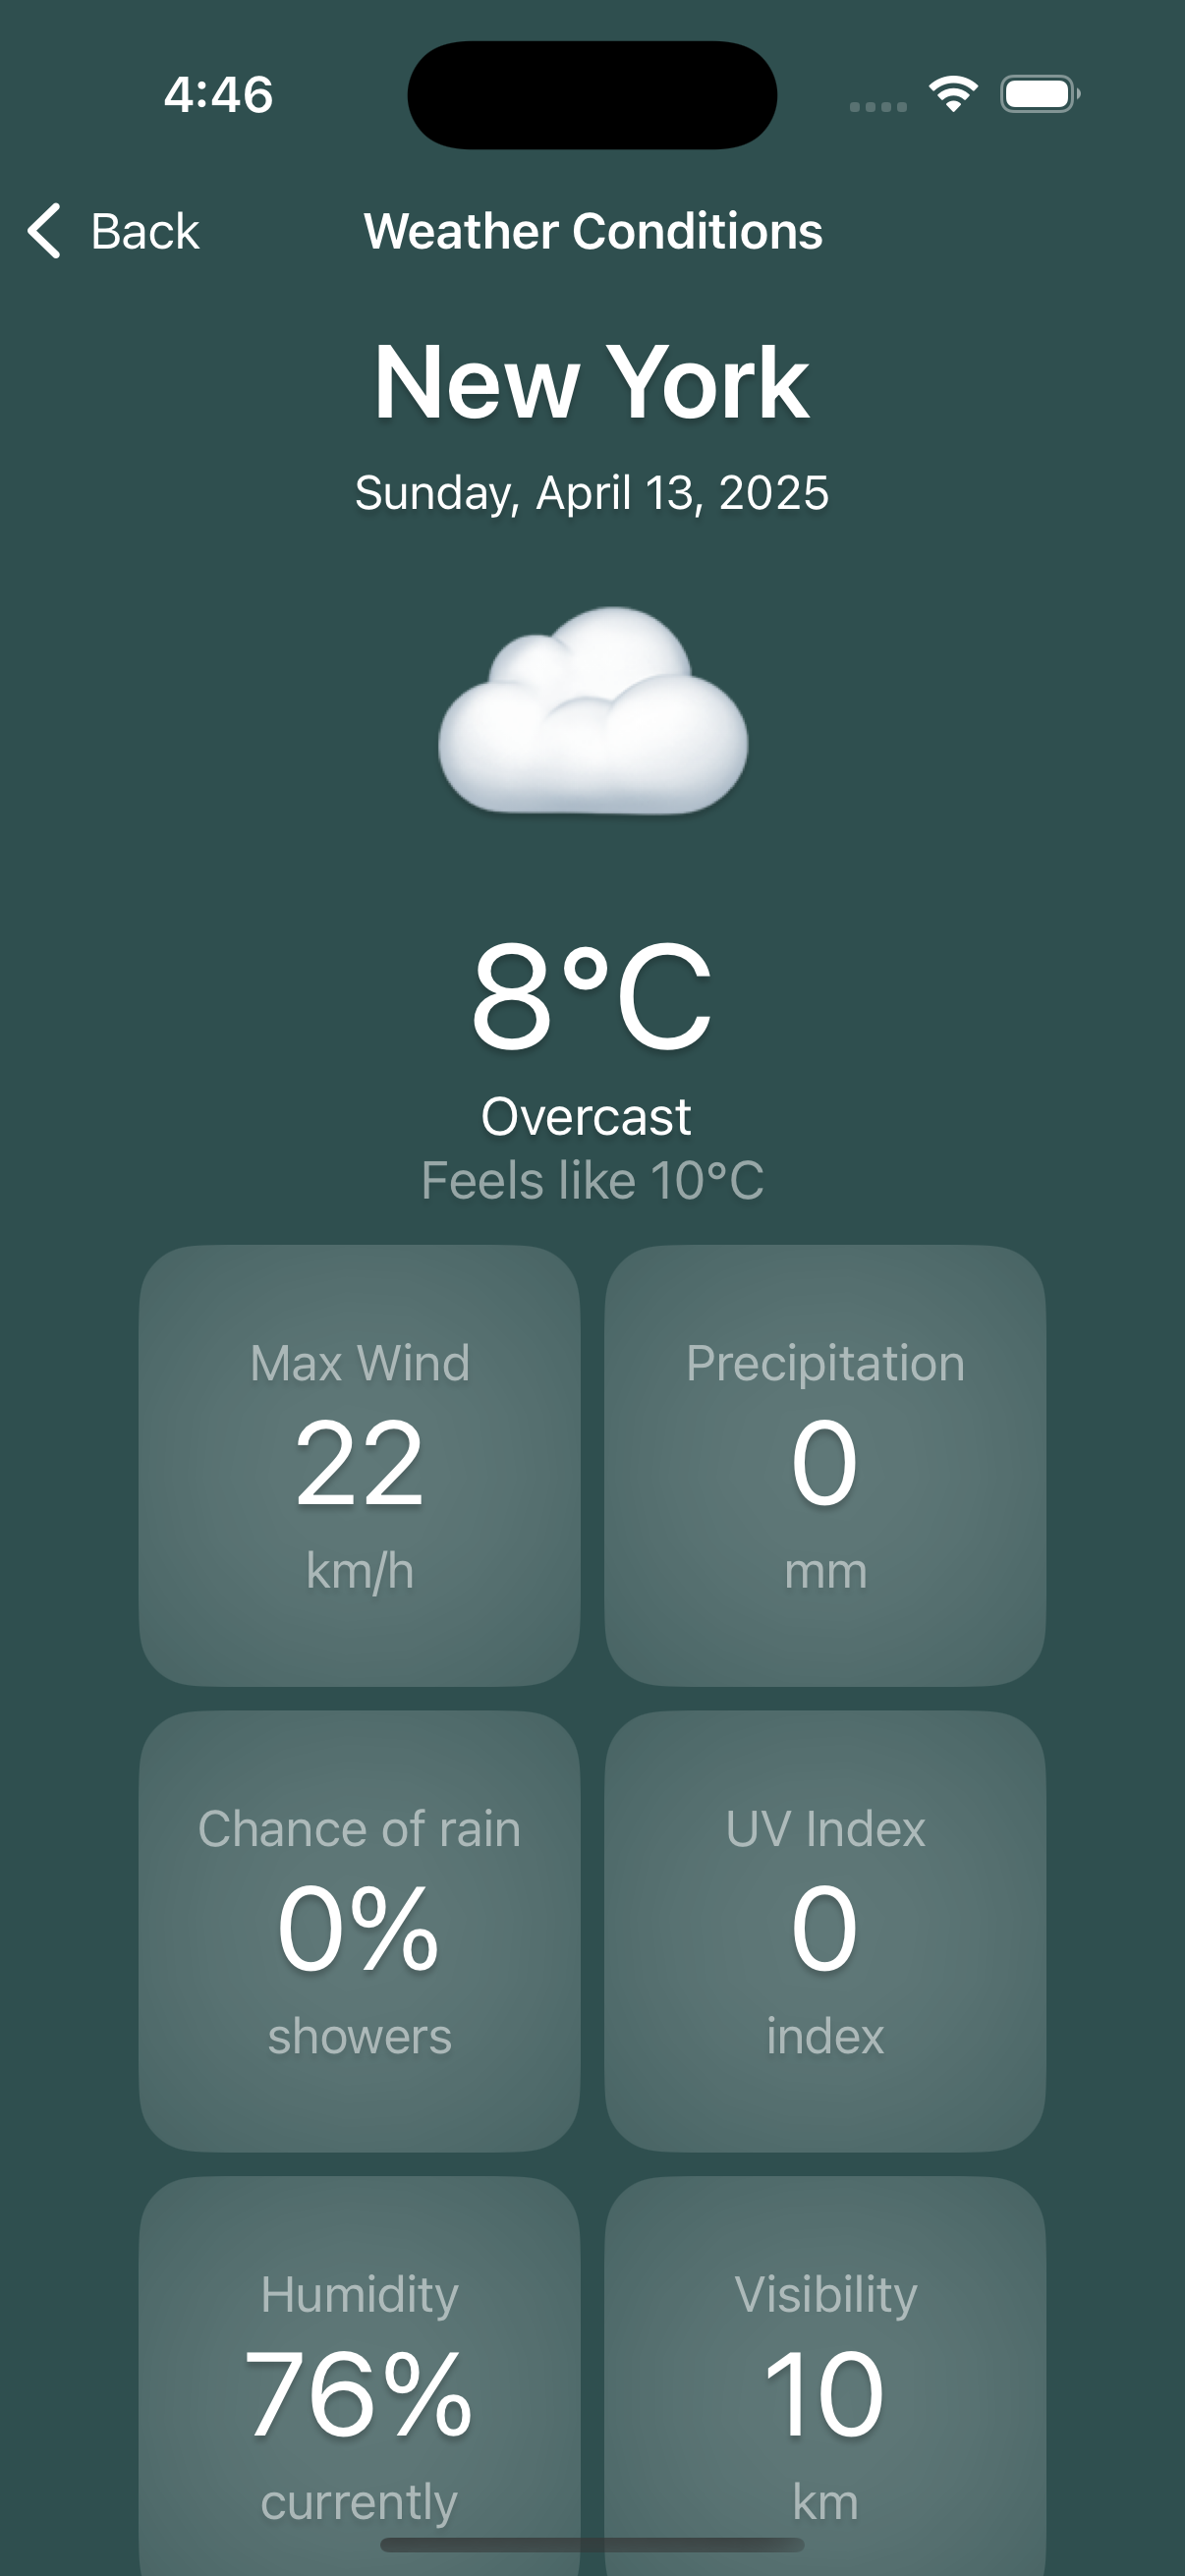 4:46
Back
Weather Conditions
New York
Sunday, April 13, 2025
8°C
Overcast
Feels like 10°C
Max Wind
22
km/h
Precipitation
0
mm
Chance of rain
0%
showers
UV Index
0
index
Humidity
76%
currently
Visibility
10
km